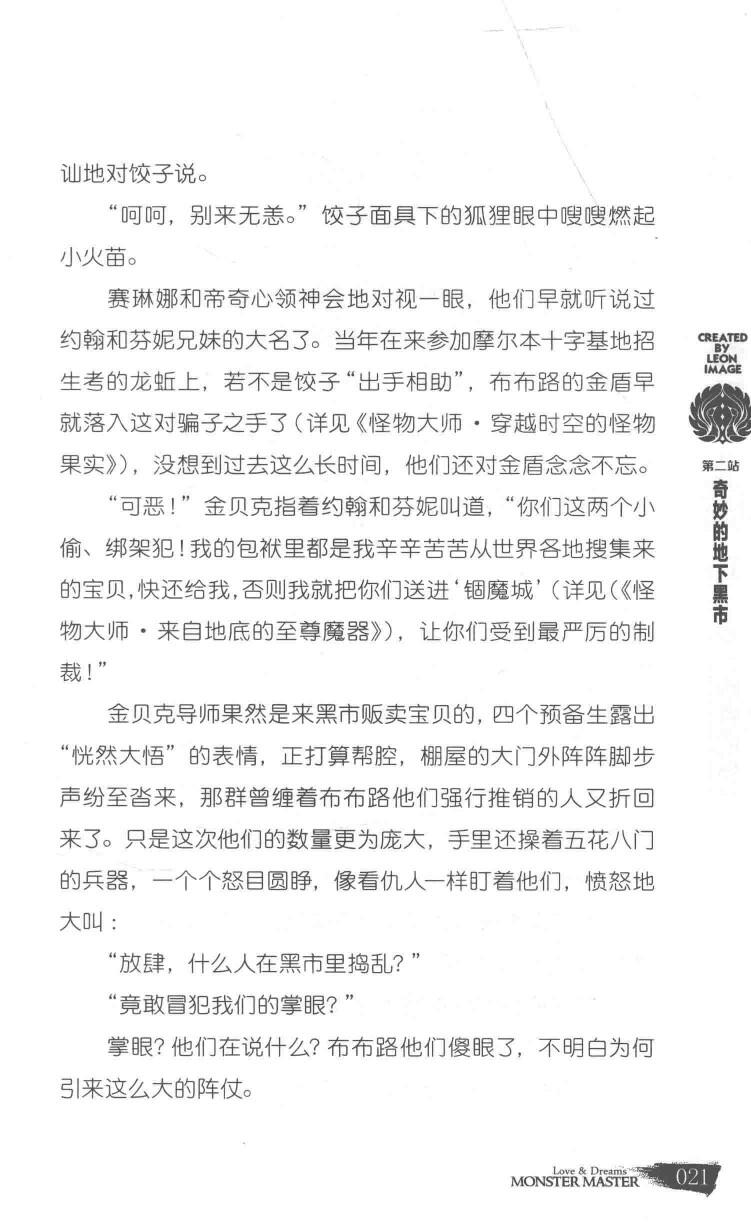 讪地对饺子说。
“呵呵，别来无恙。”饺子面具下的狐狸眼中嗖嗖燃起
小火苗。
赛琳娜和帝奇心领神会地对视一眼，他们早就听说过
约翰和芬妮兄妹的大名了。当年在来参加摩尔本十字基地招
生考的龙蚯上，若不是饺子“出手相助”，布布路的金盾早
就落入这对骗子之手了（详见《怪物大师·穿越时空的怪物
果实》），没想到过去这么长时间，他们还对金盾念念不忘。
“可恶！”金贝克指着约翰和芬妮叫道，“你们这两个小
偷、绑架犯！我的包袱里都是我辛辛苦苦从世界各地搜集来
的宝贝，快还给我，否则我就把你们送进‘锢魔城’（详见（《怪
物大师·来自地底的至尊魔器》），让你们受到最严厉的制
裁！”
金贝克导师果然是来黑市贩卖宝贝的，四个预备生露出
“恍然大悟”的表情，正打算帮腔，棚屋的大门外阵阵脚步
声纷至沓来，那群曾缠着布布路他们强行推销的人又折回
来了。只是这次他们的数量更为庞大，手里还操着五花八门
的兵器，一个个怒目圆睁，像看仇人一样盯着他们，愤怒地
大叫：
“放肆，什么人在黑市里捣乱？”
“竟敢冒犯我们的掌眼？”
掌眼？他们在说什么？布布路他们傻眼了，不明白为何
引来这么大的阵仗。
CREATED
BY
LEON
IMAGE
第二站
奇妙的地下黑市
Love & Dreams
MONSTER MASTER
021